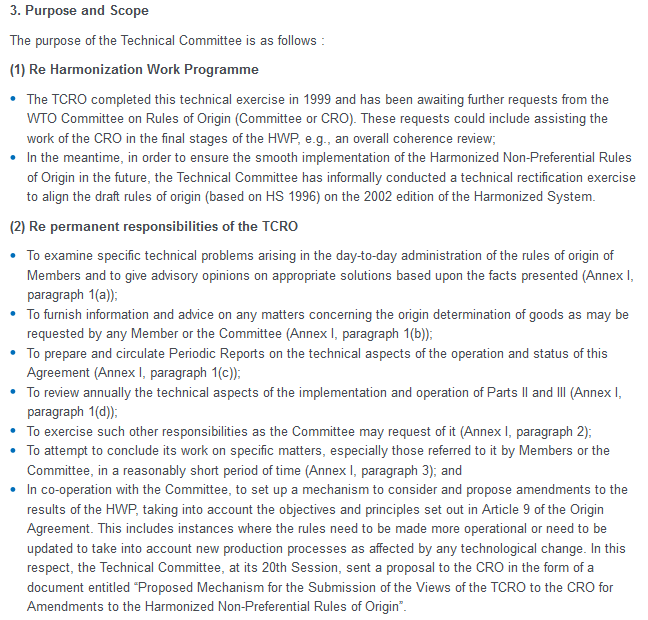 3. Purpose and Scope
The purpose of the Technical Committee is as follows :
(1) Re Harmonization Work Programme
• The TCRO completed this technical exercise in 1999 and has been awaiting further requests from the
WTO Committee on Rules of Origin (Committee or CRO). These requests could include assisting the
work of the CRO in the final stages of the HWP, e.g., an overall coherence review;
• In the meantime, in order to ensure the smooth implementation of the Harmonized Non-Preferential Rules
of Origin in the future, the Technical Committee has informally conducted a technical rectification exercise
to align the draft rules of origin (based on HS 1996) on the 2002 edition of the Harmonized System.
(2) Re permanent responsibilities of the TCRO
• To examine specific technical problems arising in the day-to-day administration of the rules of origin of
Members and to give advisory opinions on appropriate solutions based upon the facts presented (Annex I,
paragraph 1(a));
• To furnish information and advice on any matters concerning the origin determination of goods as may be
requested by any Member or the Committee (Annex I, paragraph 1(b));
• To prepare and circulate Periodic Reports on the technical aspects of the operation and status of this
Agreement (Annex I, paragraph 1(c));
• To review annually the technical aspects of the implementation and operation of Parts II and III (Annex I,
paragraph 1(d));
• To exercise such other responsibilities as the Committee may request of it (Annex I, paragraph 2);
• To attempt to conclude its work on specific matters, especially those referred to it by Members or the
Committee, in a reasonably short period of time (Annex I, paragraph 3); and
• In co-operation with the Committee, to set up a mechanism to consider and propose amendments to the
results of the HWP, taking into account the objectives and principles set out in Article 9 of the Origin
Agreement. This includes instances where the rules need to be made more operational or need to be
updated to take into account new production processes as affected by any technological change. In this
respect, the Technical Committee, at its 20th Session, sent a proposal to the CRO in the form of a
document entitled “Proposed Mechanism for the Submission of the Views of the TCRO to the CRO for
Amendments to the Harmonized Non-Preferential Rules of Origin”.